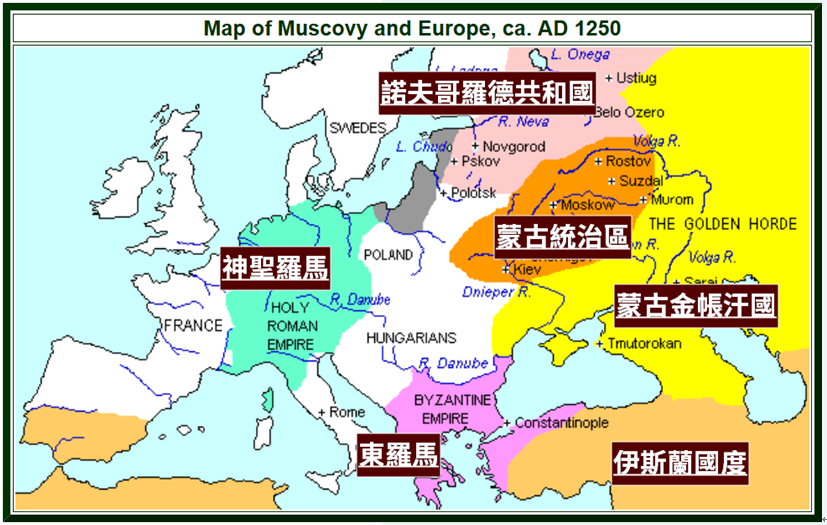 Map of Muscovy and Europe, ca. AD 1250
L. Onega
Ustiug
諾夫哥羅德共和國
Belo Ozero
SWEDES
R. Neva
L. Chudo
Novgorod
Volga R.
Pskov
Rostov
Suzdal
Polotsk
Murom
Moskow
THE GOLDEN HORDE
蒙古統治區
POLAND
神聖羅馬
Volga R.
Kiev
Sarai
Dnieper R.
R. Danube
蒙古金帳汗國
HOLY
ROMAN
EMPIRE
FRANCE
HUNGARIANS
Tmutorokan
R. Danube
BYZANTINE
EMPIRE
Rome
Constantinople
東羅馬
伊斯蘭國度